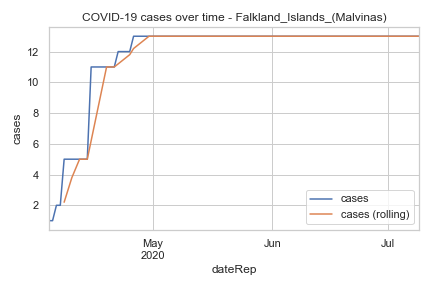 COVID-19 cases over time - Falkland_Islands_(Malvinas)
cases
12
10
8
6
4
2
cases
cases (rolling)
May
2020
Jun
Jul
dateRep